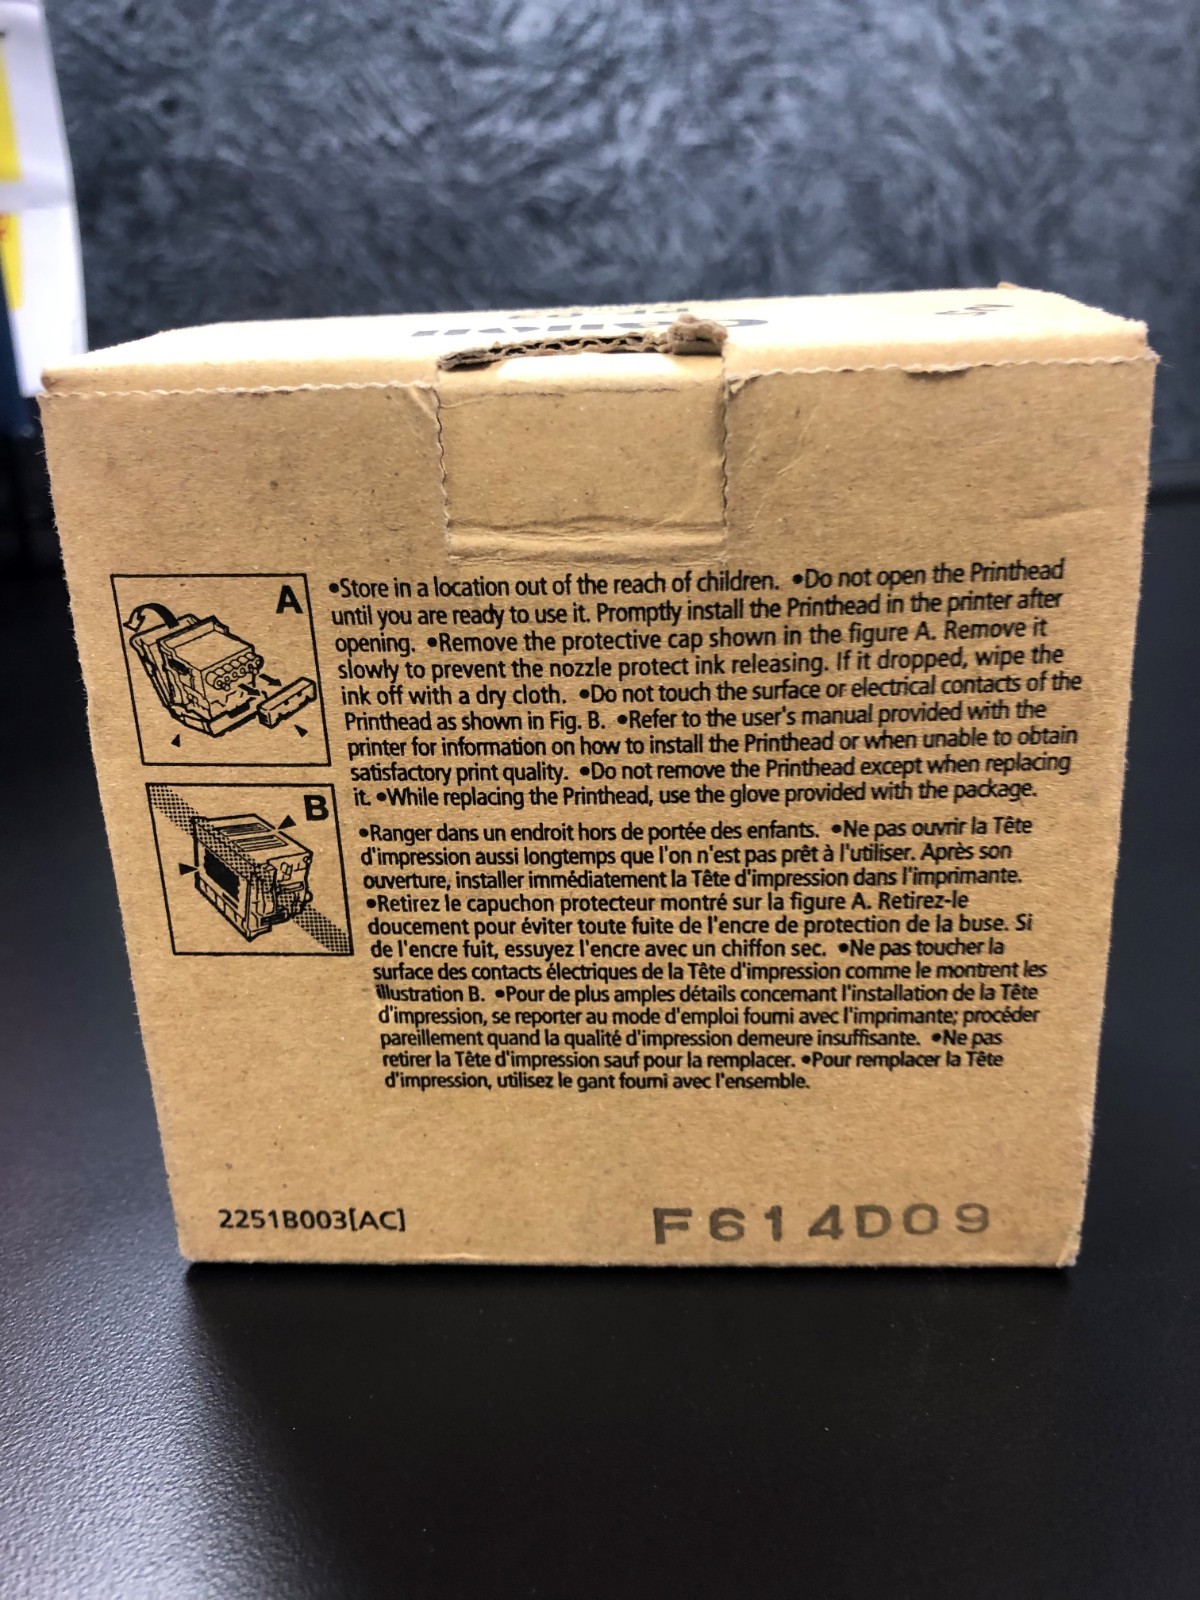 Canon
A
•Store in a location out of the reach of children. •Do not open the Printhead
until you are ready to use it. Promptly install the Printhead in the printer after
opening. •Remove the protective cap shown in the figure A. Remove it
slowly to prevent the nozzle protect ink releasing. If it dropped, wipe the
ink off with a dry cloth. •Do not touch the surface or electrical contacts of the
Printhead as shown in Fig. B. •Refer to the user's manual provided with the
printer for information on how to install the Printhead or when unable to obtain
satisfactory print quality. •Do not remove the Printhead except when replacing
it. •While replacing the Printhead, use the glove provided with the package.
B
•Ranger dans un endroit hors de portée des enfants. •Ne pas ouvrir la Tête
d'impression aussi longtemps que l'on n'est pas prêt à l'utiliser. Après son
ouverture, installer immédiatement la Tête d'impression dans l'imprimante.
•Retirez le capuchon protecteur montré sur la figure A. Retirez-le
doucement pour éviter toute fuite de l'encre de protection de la buse. Si
de l'encre fuit, essuyez l'encre avec un chiffon sec. •Ne pas toucher la
surface des contacts électriques de la Tête d'impression comme le montrent les
illustration B. •Pour de plus amples détails concernant l'installation de la Tête
d'impression, se reporter au mode d'emploi fourni avec l'imprimante; procéder
pareillement quand la qualité d'impression demeure insuffisante. •Ne pas
retirer la Tête d'impression sauf pour la remplacer. •Pour remplacer la Tête
d'impression, utilisez le gant fourni avec l'ensemble.
2251B003[AC]
F614D09